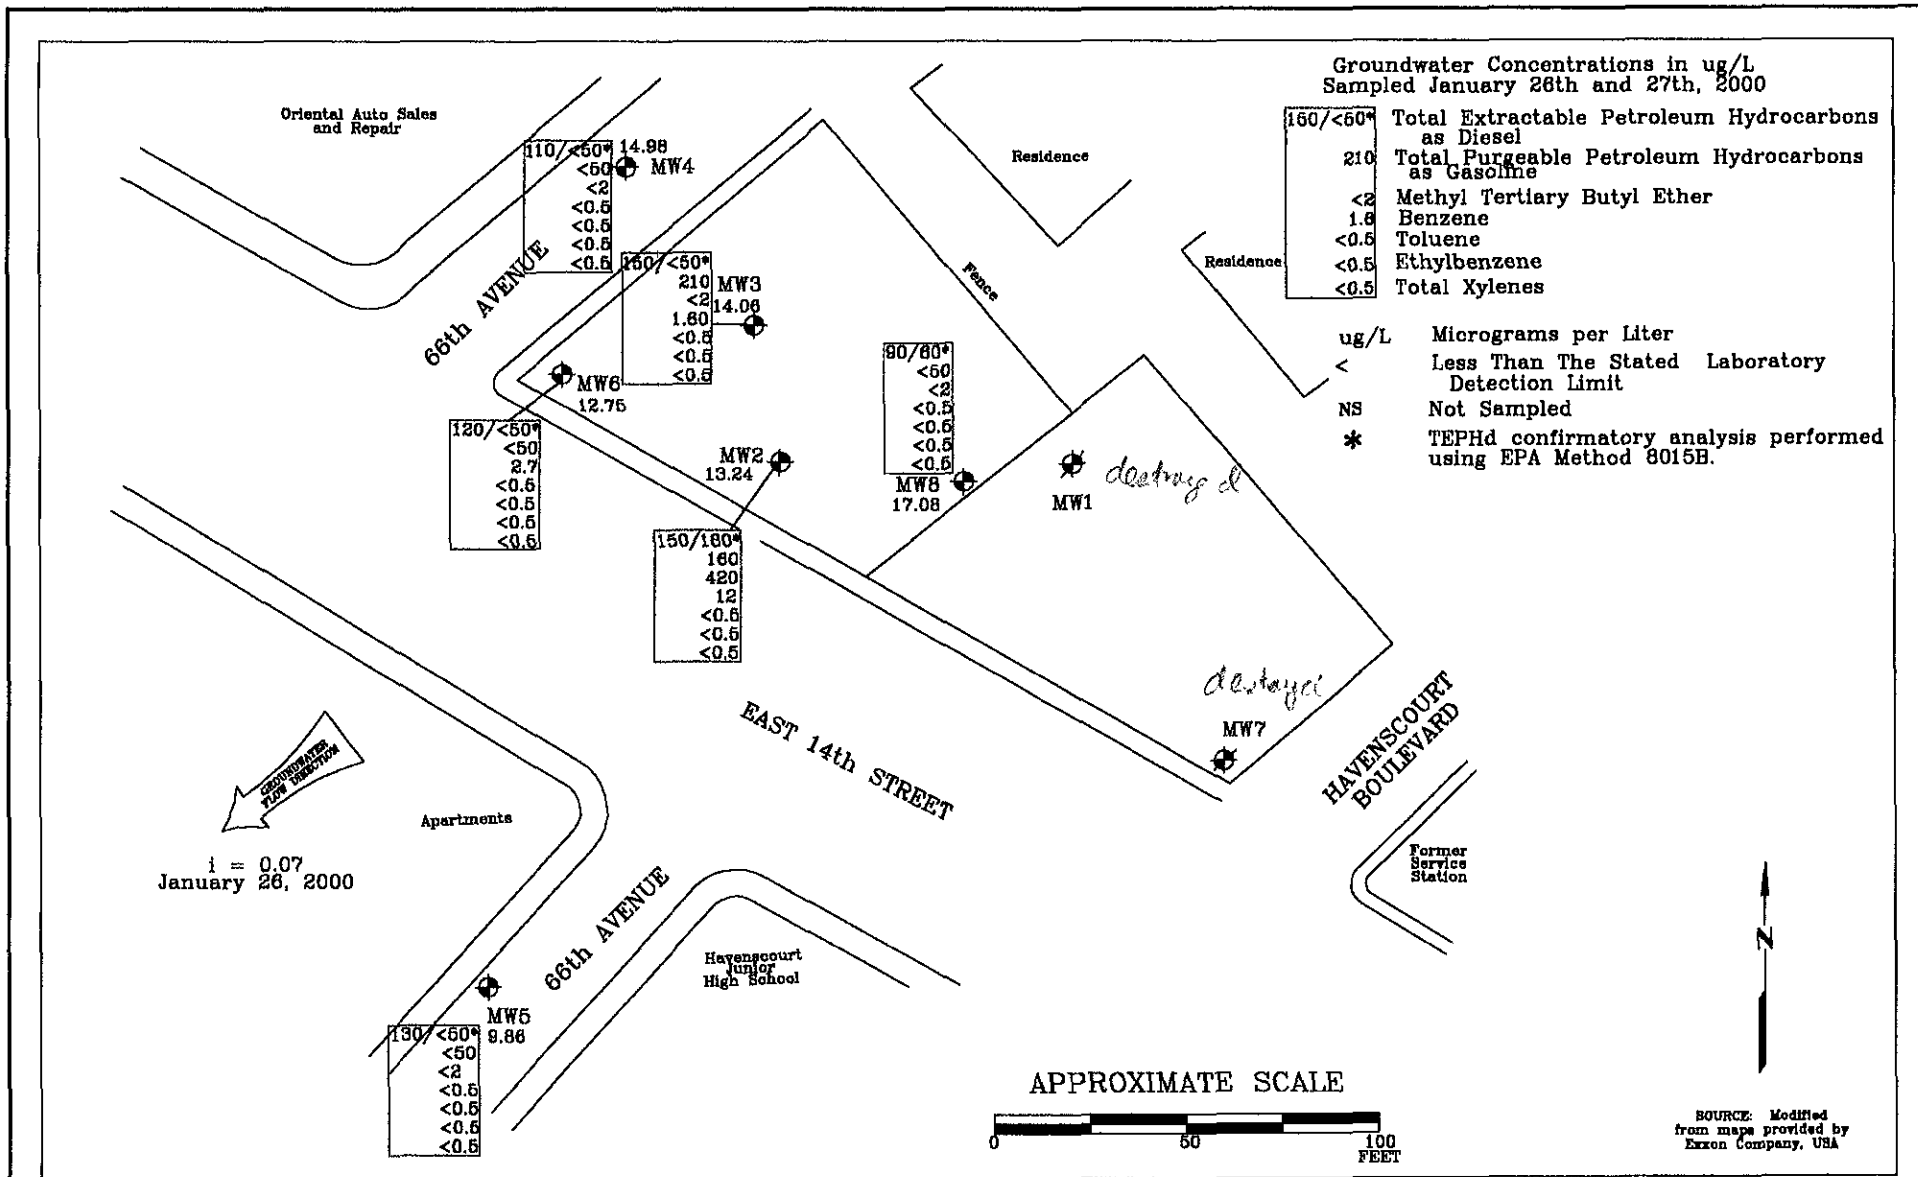 Groundwater Concentrations in ug/L
Sampled January 26th and 27th, 2000
150/<50* Total Extractable Petroleum Hydrocarbons
as Diesel
210 Total Purgeable Petroleum Hydrocarbons
as Gasoline
<2 Methyl Tertiary Butyl Ether
1.6 Benzene
<0.5 Toluene
<0.5 Ethylbenzene
<0.5 Total Xylenes
ug/L Micrograms per Liter
< Less Than The Stated Laboratory
Detection Limit
NS Not Sampled
* TEPHd confirmatory analysis performed
using EPA Method 8015B.
Oriental Auto Sales
and Repair
110/<50*
<50
<2
<0.5
<0.5
<0.5
<0.5
14.98
MW4
Residence
Residence
Fence
66th AVENUE
150/<50*
210
<2
1.60
<0.5
<0.5
<0.5
MW3
14.06
MW6
12.75
120/<50*
<50
2.7
<0.5
<0.5
<0.5
<0.5
90/60*
<50
<2
<0.5
<0.5
<0.5
<0.5
MW8
17.08
MW2
13.24
150/160*
160
420
12
<0.5
<0.5
<0.5
MW1
destroyed
destroyed
MW7
EAST 14th STREET
HAVENSCOURT
BOULEVARD
GROUNDWATER
FLOW DIRECTION
i = 0.07
January 26, 2000
Apartments
66th AVENUE
Former
Service
Station
Havenscourt
Junior
High School
MW5
9.86
130/<50*
<50
<2
<0.5
<0.5
<0.5
<0.5
N
APPROXIMATE SCALE
0 50 100
FEET
SOURCE: Modified
from maps provided by
Exxon Company, USA